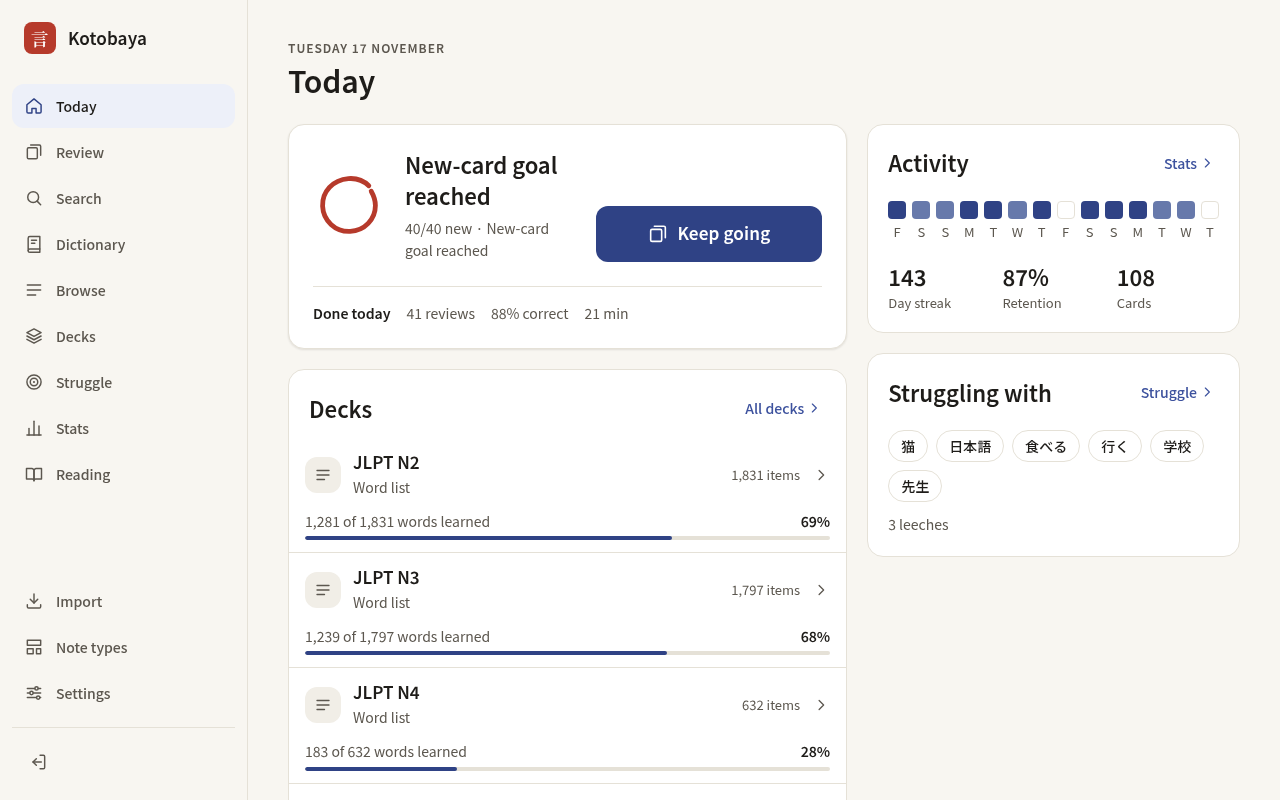 言 Kotobaya
Today
Review
Search
Dictionary
Browse
Decks
Struggle
Stats
Reading
Import
Note types
Settings
TUESDAY 17 NOVEMBER
Today
New-card goal
reached
40/40 new · New-card
goal reached
Keep going
Done today 41 reviews 88% correct 21 min
Decks
All decks
JLPT N2
Word list
1,831 items
1,281 of 1,831 words learned 69%
JLPT N3
Word list
1,797 items
1,239 of 1,797 words learned 68%
JLPT N4
Word list
632 items
183 of 632 words learned 28%
Activity
Stats
F S S M T W T F S S M T W T
143 87% 108
Day streak Retention Cards
Struggling with
Struggle
猫 日本語 食べる 行く 学校
先生
3 leeches